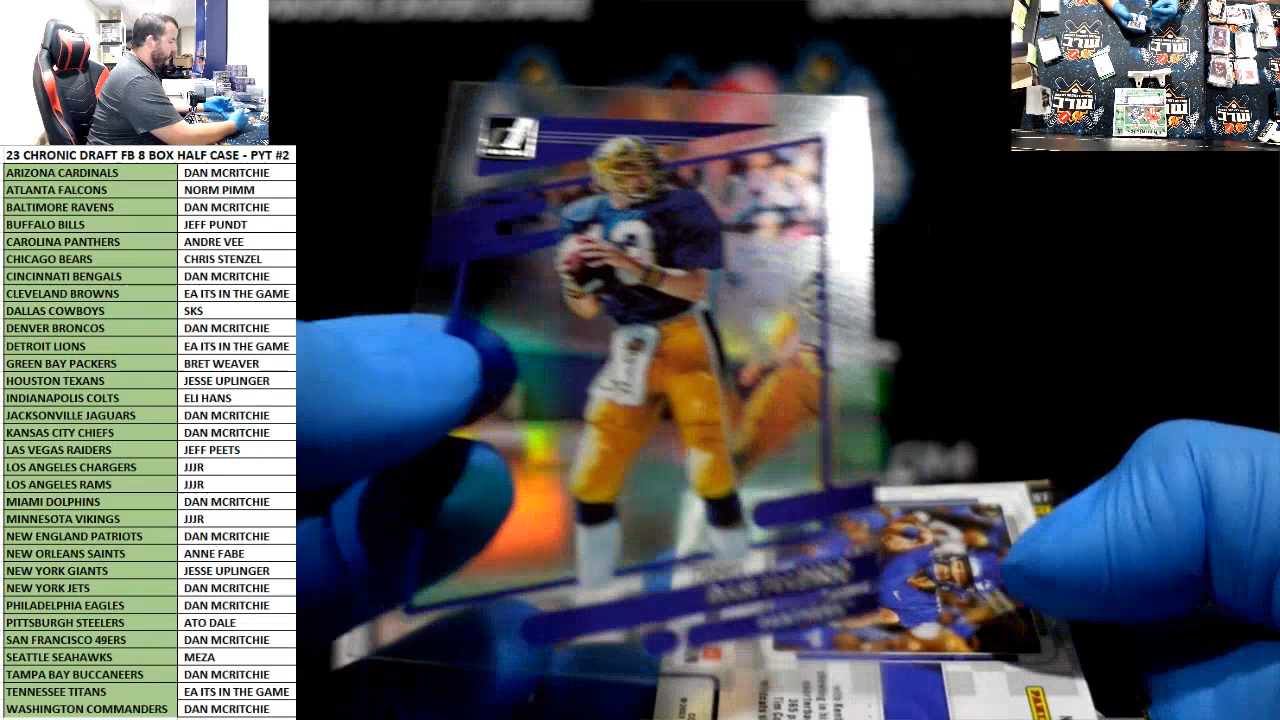 23 CHRONIC DRAFT FB 8 BOX HALF CASE - PYT #2
ARIZONA CARDINALS DAN MCRITCHIE
ATLANTA FALCONS NORM PIMM
BALTIMORE RAVENS DAN MCRITCHIE
BUFFALO BILLS JEFF PUNDT
CAROLINA PANTHERS ANDRE VEE
CHICAGO BEARS CHRIS STENZEL
CINCINNATI BENGALS DAN MCRITCHIE
CLEVELAND BROWNS EA ITS IN THE GAME
DALLAS COWBOYS SKS
DENVER BRONCOS DAN MCRITCHIE
DETROIT LIONS EA ITS IN THE GAME
GREEN BAY PACKERS BRET WEAVER
HOUSTON TEXANS JESSE UPLINGER
INDIANAPOLIS COLTS ELI HANS
JACKSONVILLE JAGUARS DAN MCRITCHIE
KANSAS CITY CHIEFS DAN MCRITCHIE
LAS VEGAS RAIDERS JEFF PEETS
LOS ANGELES CHARGERS JJJR
LOS ANGELES RAMS JJJR
MIAMI DOLPHINS DAN MCRITCHIE
MINNESOTA VIKINGS JJJR
NEW ENGLAND PATRIOTS DAN MCRITCHIE
NEW ORLEANS SAINTS ANNE FABE
NEW YORK GIANTS JESSE UPLINGER
NEW YORK JETS DAN MCRITCHIE
PHILADELPHIA EAGLES DAN MCRITCHIE
PITTSBURGH STEELERS ATO DALE
SAN FRANCISCO 49ERS DAN MCRITCHIE
SEATTLE SEAHAWKS MEZA
TAMPA BAY BUCCANEERS DAN MCRITCHIE
TENNESSEE TITANS EA ITS IN THE GAME
WASHINGTON COMMANDERS DAN MCRITCHIE